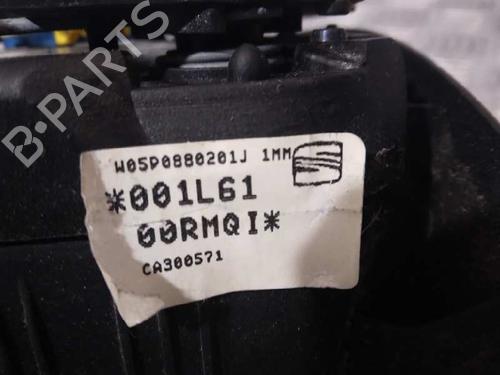 B-PARTS
W05P0880201J 1MM
*001L61
00RMQI*
CA300571